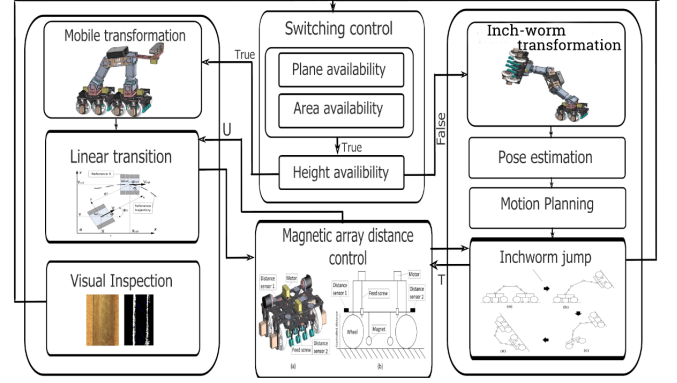 Mobile transformation
Switching control
Plane availability
Area availability
True
Height availibility
True
False
Inch-worm
transformation
Pose estimation
Motion Planning
Inchworm jump
(a)
(b)
T
U
Linear transition
Visual Inspection
Magnetic array distance
control
Distance
sensor 1
Motor
Feed screw
Distance
sensor 2
(a)
Distance
sensor 1
Motor
Feed screw
Distance
sensor 2
Wheel
Magnet
(b)